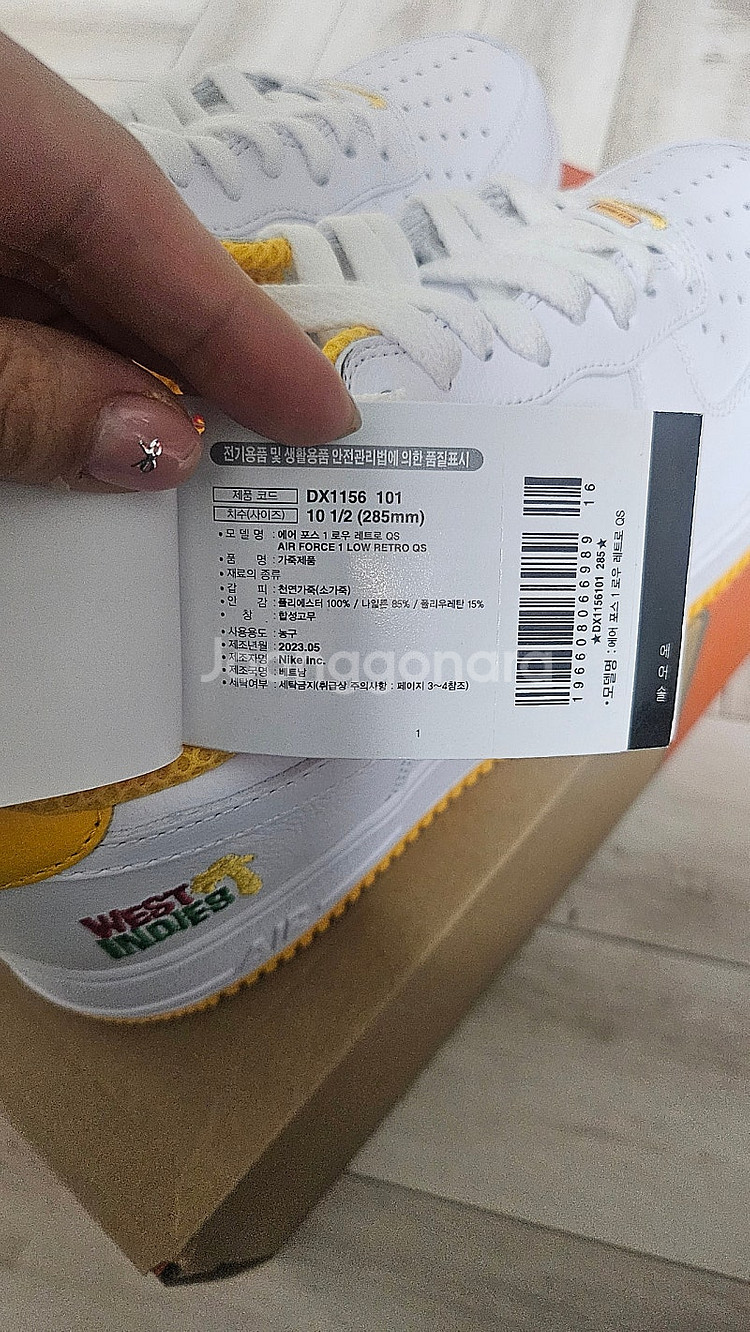 전기용품 및 생활용품 안전관리법에 의한 품질표시
제품 코드 DX1156 101
치수(사이즈) 10 1/2 (285mm)
• 모 델 명 : 에어 포스 1 로우 레트로 QS
AIR FORCE 1 LOW RETRO QS
• 품 명 : 가죽제품
• 재료의 종류
• 갑 피 : 천연가죽(소가죽)
• 안 감 : 폴리에스터 100% / 나일론 85% / 폴리우레탄 15%
• 창 : 합성고무
• 사용용도 : 농구
• 제조년월 : 2023.05
• 제조자명 : Nike Inc.
• 제조국명 : 베트남
• 세탁여부 : 세탁금지(취급상 주의사항 : 페이지 3~4참조)
1
16
196608066989
★DX1156101 285★
• 모델명 : 에어 포스 1 로우 레트로 QS
Joongonara
WEST
INDIES
AIR